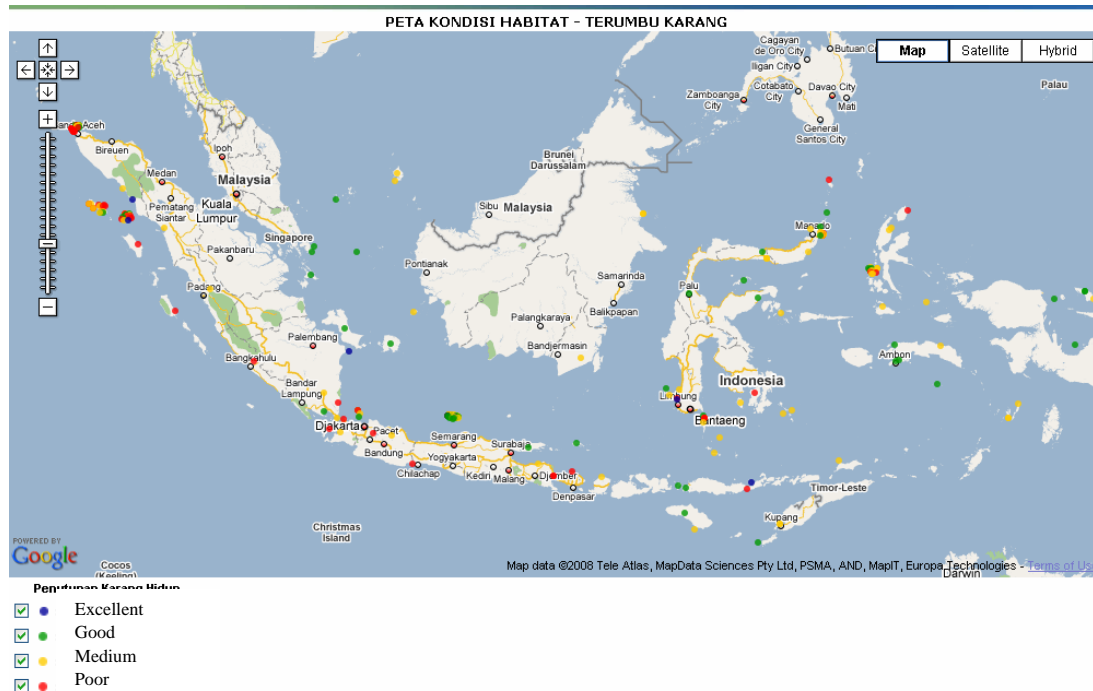 PETA KONDISI HABITAT - TERUMBU KARANG
Map
Satellite
Hybrid
Cagayan
de Oro City
Butuan
Iligan City
Cotabato
City
Davao City
Mati
Zamboanga
City
General
Santos City
Palau
Aceh
Bireuen
Ipoh
Medan
Malaysia
Kuala
Lumpur
Pematang
Siantar
Brunei
Darussalam
Sibu
Malaysia
Manado
Singapore
Pakanbaru
Pontianak
Samarinda
Palu
Padang
Balikpapan
Palangkaraya
Palembang
Bandjermasin
Ambon
Bangkahulu
Bandar
Lampung
Indonesia
Limbung
Bantaeng
Djakarta
Pacet
Bandung
Semarang
Surabaja
Yogyakarta
Chilachap
Kediri
Malang
Djember
Denpasar
Timor-Leste
Kupang
Christmas
Island
POWERED BY
Google
Cocos
(Keeling)
Map data ©2008 Tele Atlas, MapData Sciences Pty Ltd, PSMA, AND, MapIT, Europa Technologies - Terms of Us
Darwin
Penutupan Karang Hidup
Excellent
Good
Medium
Poor